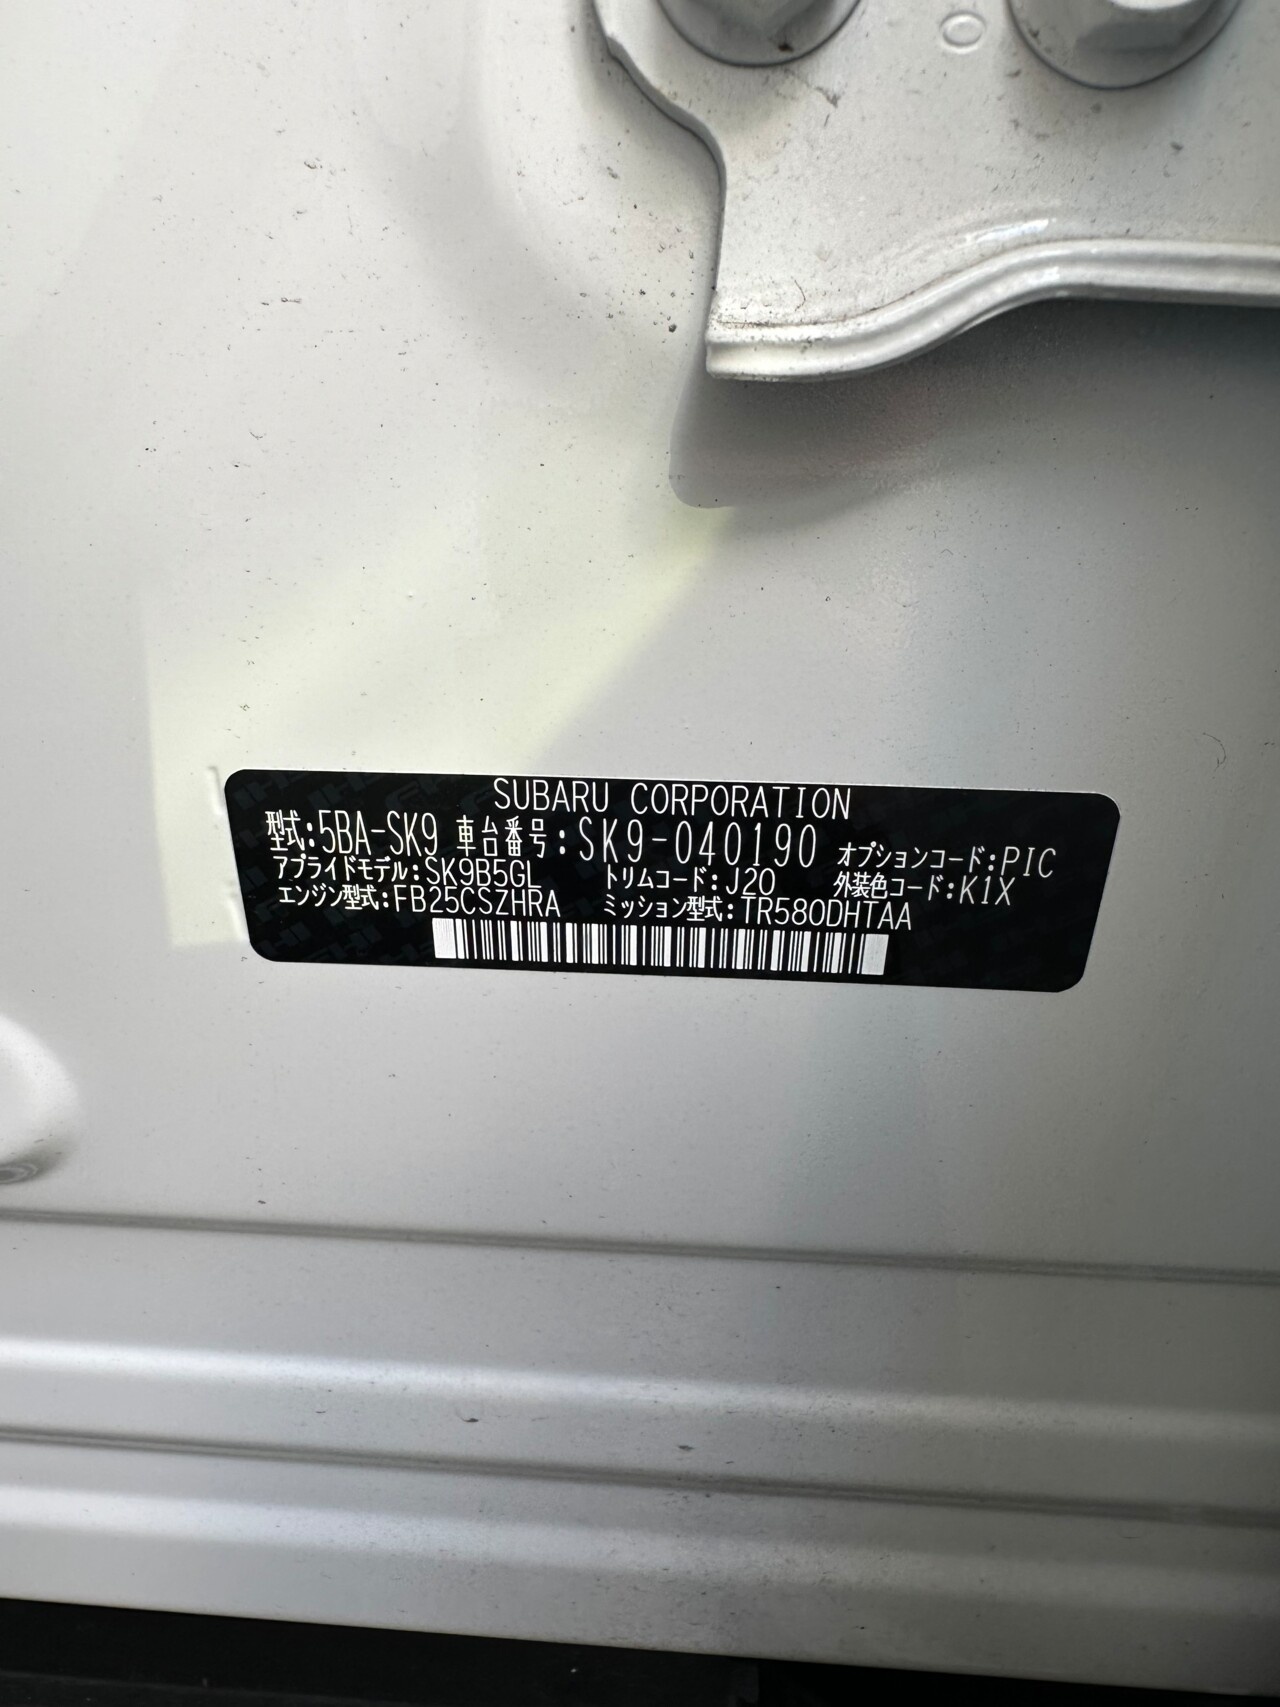 SUBARU CORPORATION
型式:5BA-SK9 車台番号:SK9-040190 オプションコード:PIC
アプライドモデル:SK9B5GL トリムコード:J20 外装色コード:K1X
エンジン型式:FB25CSZHRA ミッション型式:TR580DHTAA